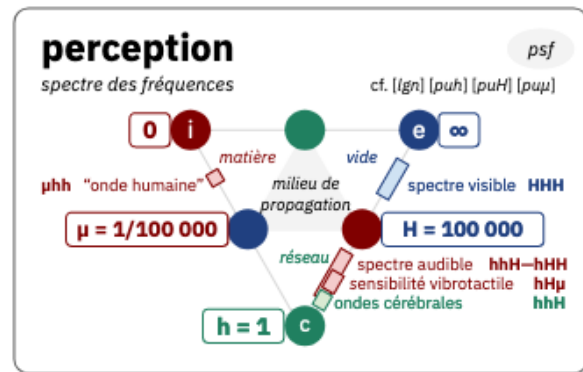 perception
psf
spectre des fréquences
cf. [lgn] [puh] [puH] [puμ]
0 i
e ∞
matière
vide
μhh “onde humaine”
milieu de
propagation
spectre visible HHH
μ = 1/100 000
H = 100 000
réseau
spectre audible hhH—hHH
sensibilité vibrotactile hHμ
ondes cérébrales hhH
h = 1 c